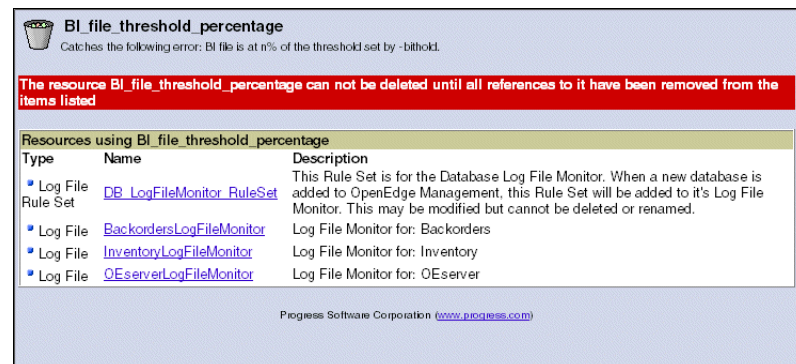 BI_file_threshold_percentage
Catches the following error: BI file is at n% of the threshold set by -bithold.
The resource BI_file_threshold_percentage can not be deleted until all references to it have been removed from the
items listed
Resources using BI_file_threshold_percentage
Type Name Description
Log File Rule Set DB_LogFileMonitor_RuleSet This Rule Set is for the Database Log File Monitor. When a new database is
added to OpenEdge Management, this Rule Set will be added to it's Log File
Monitor. This may be modified but cannot be deleted or renamed.
Log File BackordersLogFileMonitor Log File Monitor for: Backorders
Log File InventoryLogFileMonitor Log File Monitor for: Inventory
Log File OEserverLogFileMonitor Log File Monitor for: OEserver
Progress Software Corporation (www.progress.com)